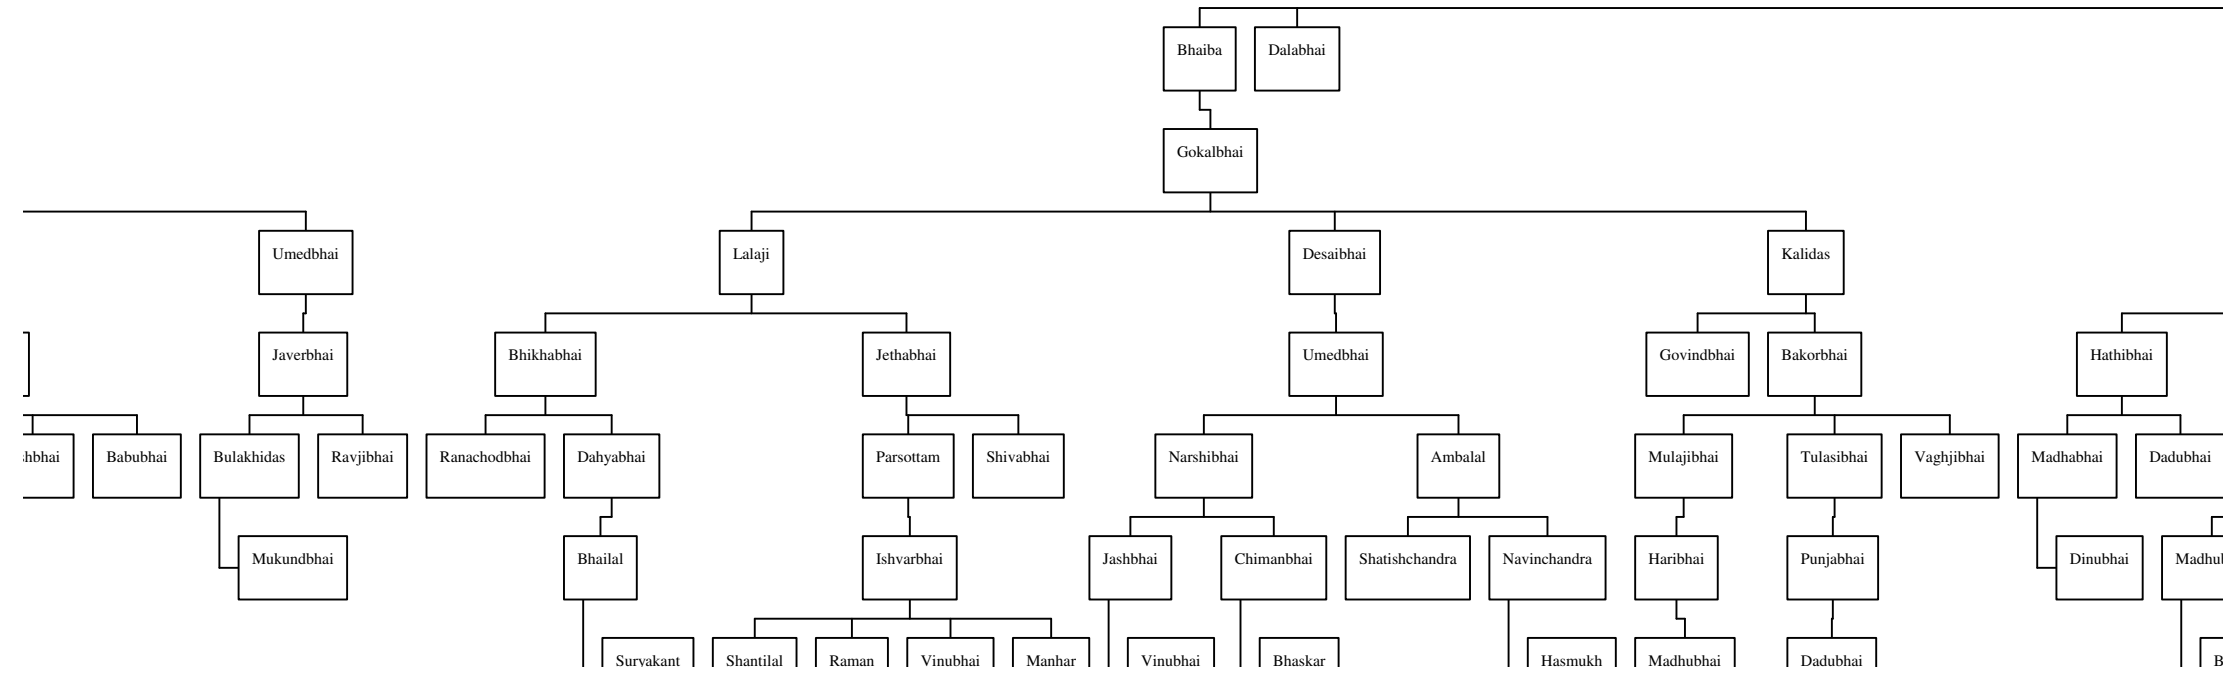 Bhaiba
Dalabhai
Gokalbhai
Umedbhai
Lalaji
Desaibhai
Kalidas
Javerbhai
Bhikhabhai
Jethabhai
Umedbhai
Govindbhai
Bakorbhai
Hathibhai
Babubhai
Bulakhidas
Ravjibhai
Ranachodbhai
Dahyabhai
Parsottam
Shivabhai
Narshibhai
Ambalal
Mulajibhai
Tulasibhai
Vaghjibhai
Madhabhai
Dadubhai
Mukundbhai
Bhailal
Ishvarbhai
Jashbhai
Chimanbhai
Shatishchandra
Navinchandra
Haribhai
Punjabhai
Dinubhai
Suryakant
Shantilal
Raman
Vinubhai
Manhar
Vinubhai
Bhaskar
Hasmukh
Madhubhai
Dadubhai